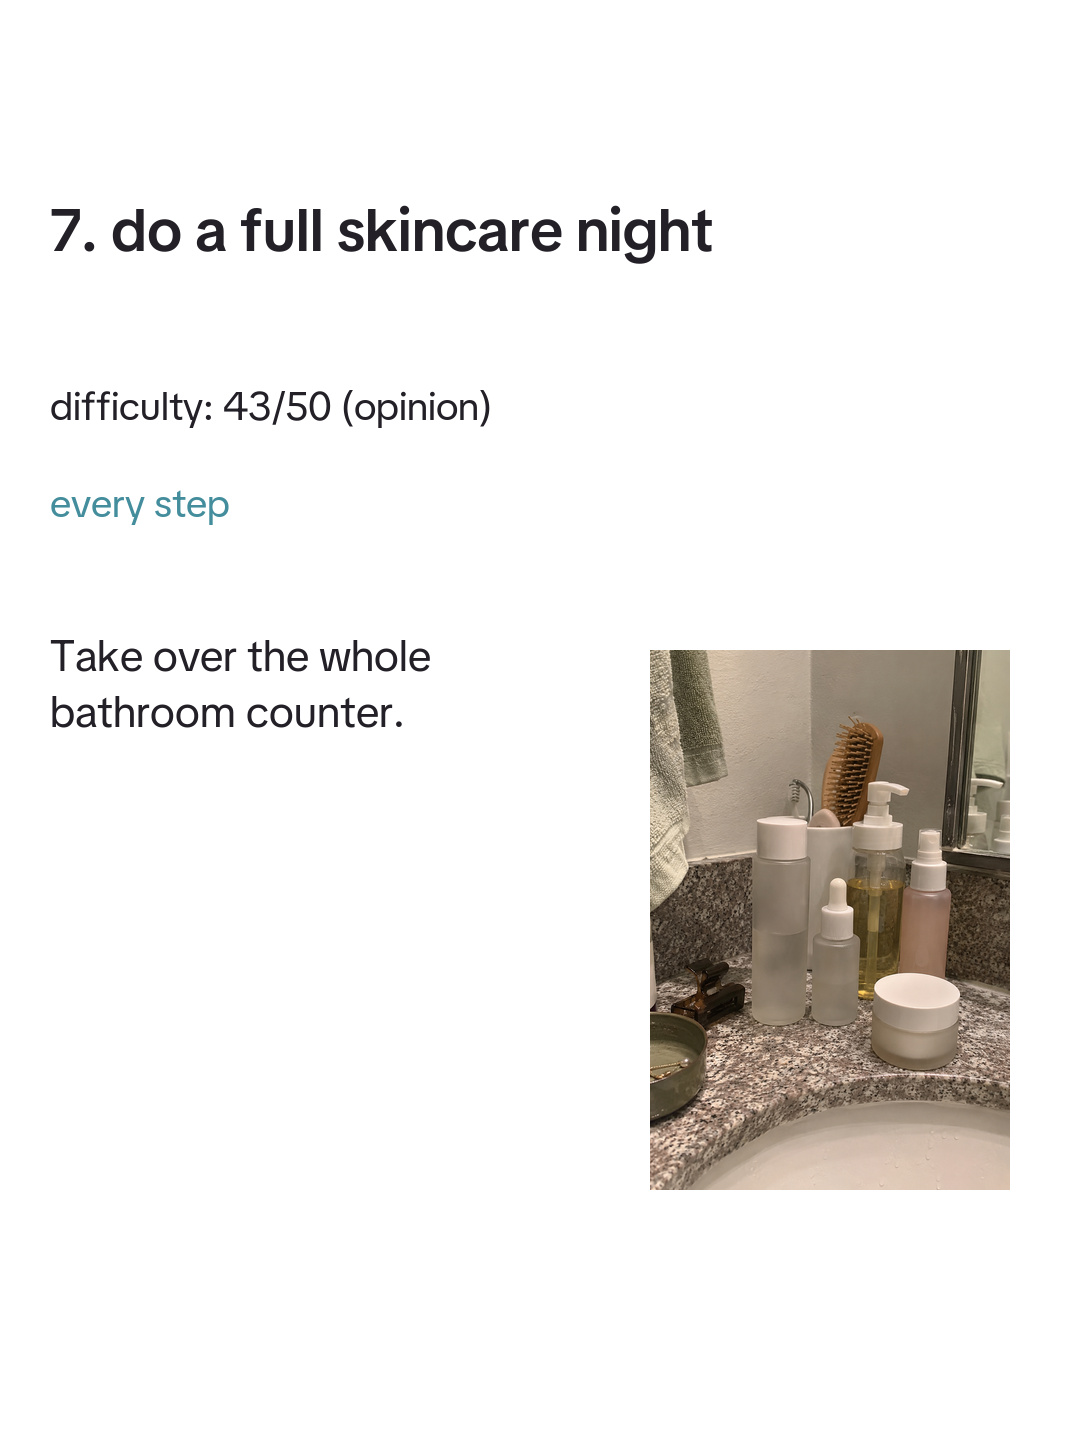 7. do a full skincare night
difficulty: 43/50 (opinion)
every step
Take over the whole
bathroom counter.